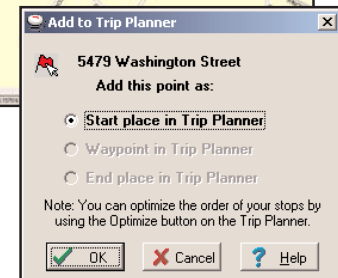 Add to Trip Planner
5479 Washington Street
Add this point as:
Start place in Trip Planner
Waypoint in Trip Planner
End place in Trip Planner
Note: You can optimize the order of your stops by
using the Optimize button on the Trip Planner.
OK Cancel ? Help